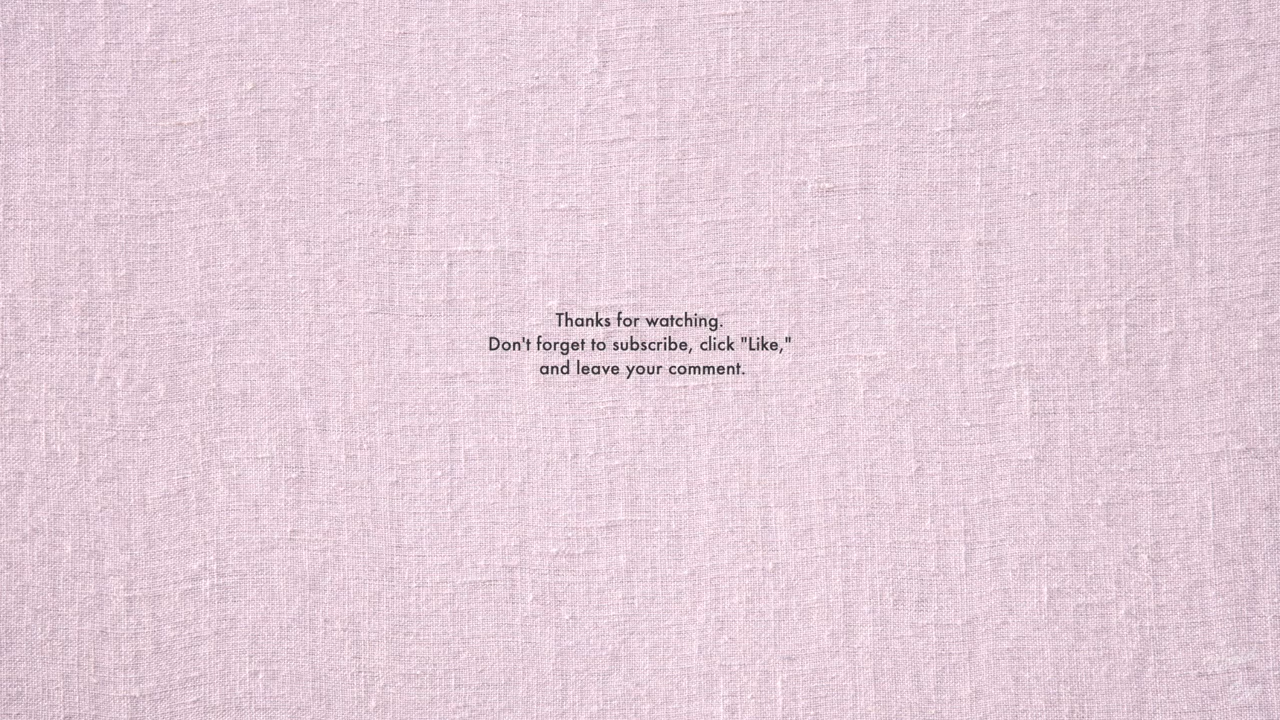 Thanks for watching.
Don't forget to subscribe, click "Like,"
and leave your comment.